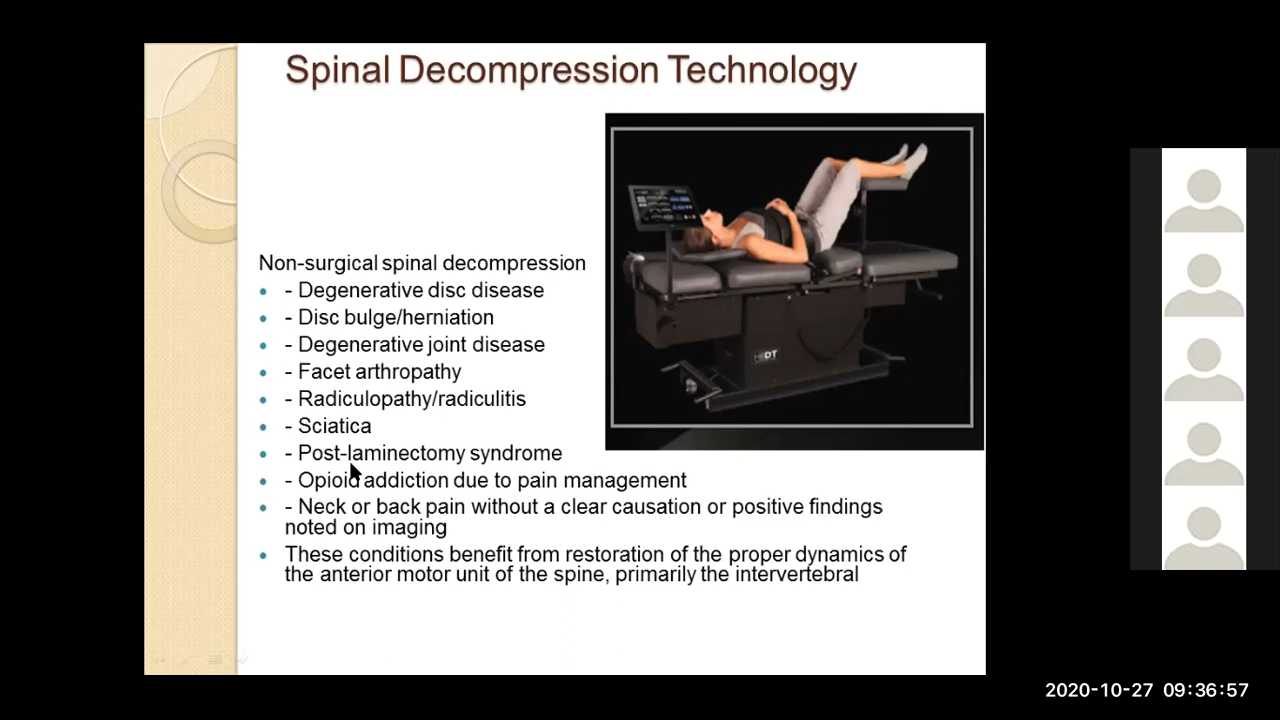 Spinal Decompression Technology
Non-surgical spinal decompression
- Degenerative disc disease
- Disc bulge/herniation
- Degenerative joint disease
- Facet arthropathy
- Radiculopathy/radiculitis
- Sciatica
- Post-laminectomy syndrome
- Opioid addiction due to pain management
- Neck or back pain without a clear causation or positive findings
noted on imaging
These conditions benefit from restoration of the proper dynamics of
the anterior motor unit of the spine, primarily the intervertebral
2020-10-27 09:36:57